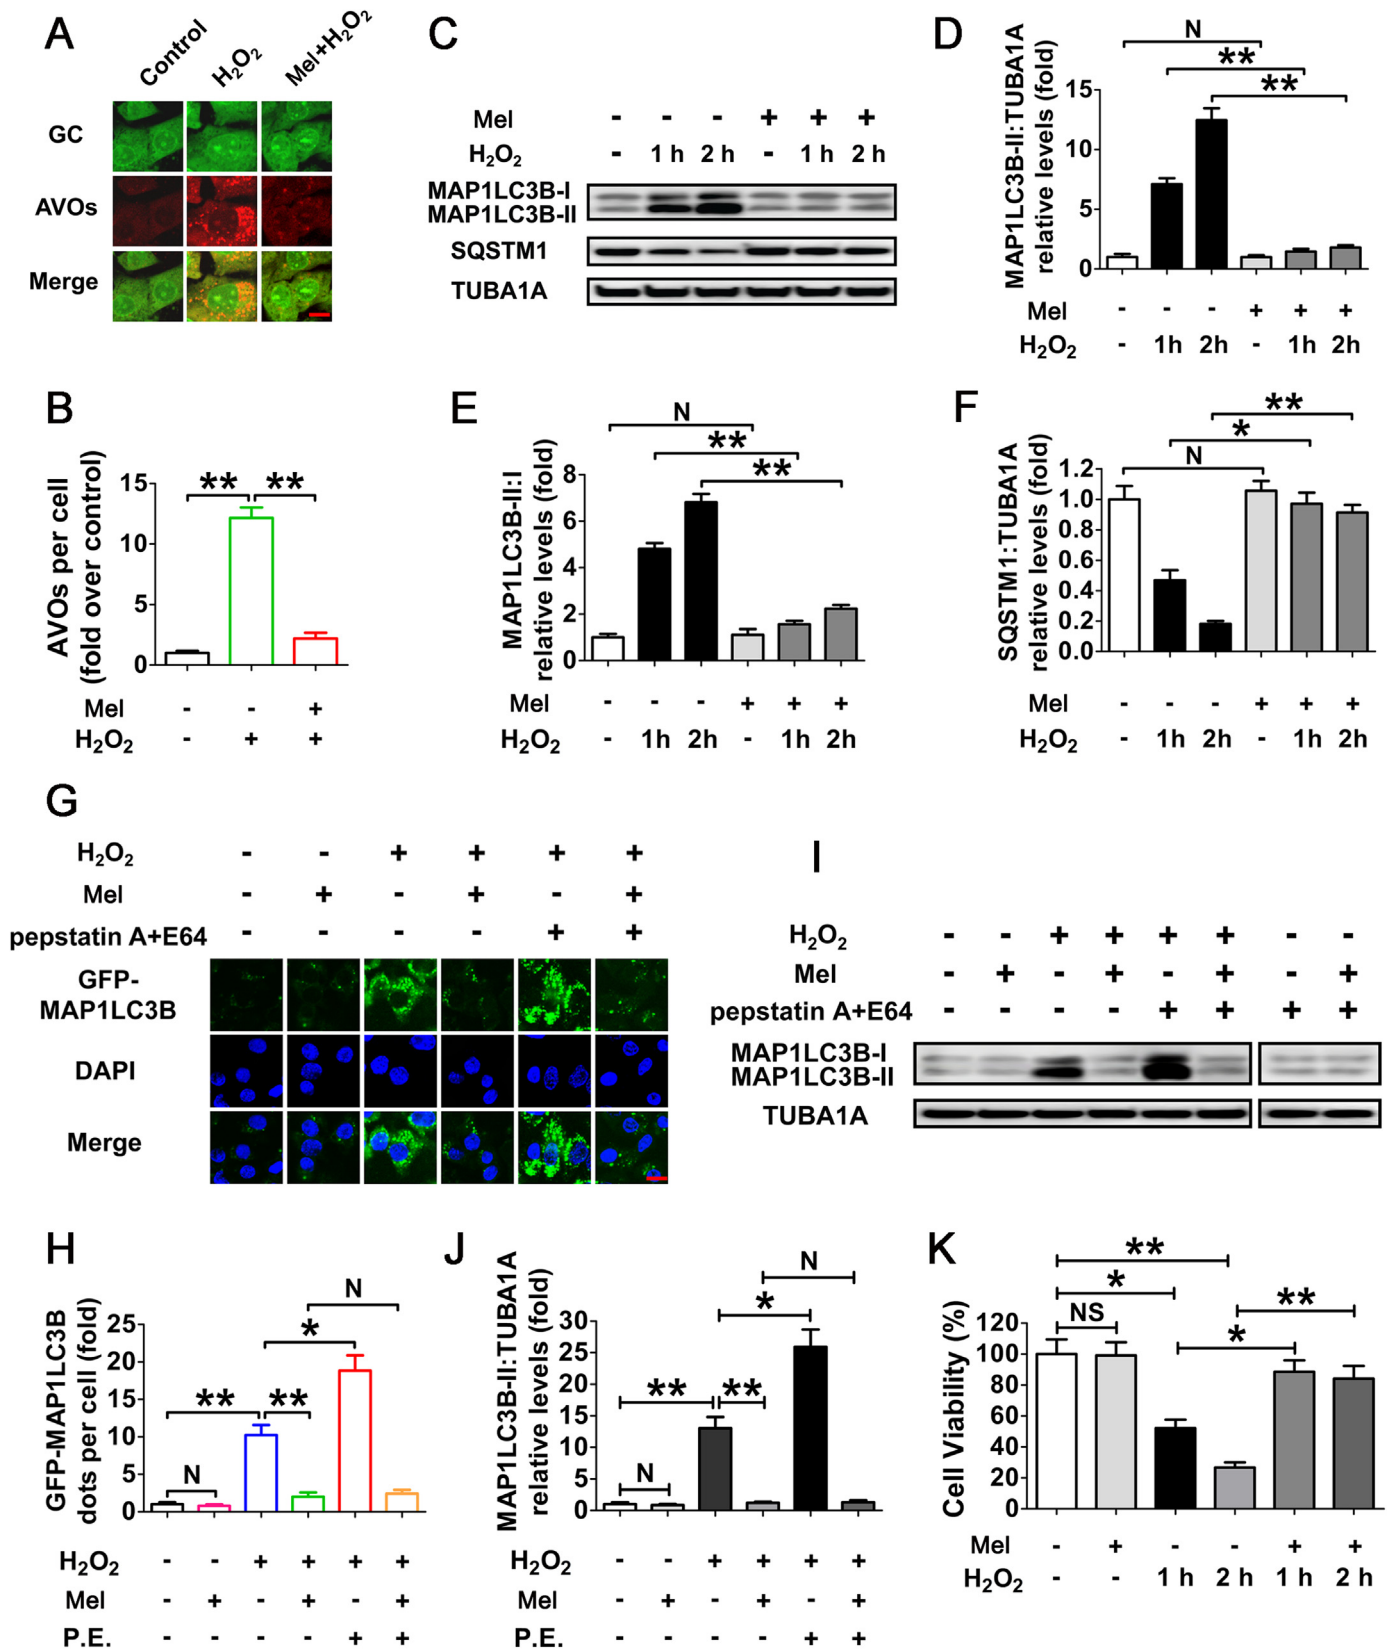 A
Control
H2O2
Mel+H2O2
GC
AVOs
Merge
B
AVOs per cell
(fold over control)
15
10
5
0
**
**
Mel - - +
H2O2 - + +
C
Mel - - - + + +
H2O2 - 1 h 2 h - 1 h 2 h
MAP1LC3B-I
MAP1LC3B-II
SQSTM1
TUBA1A
D
MAP1LC3B-II:TUBA1A
relative levels (fold)
15
10
5
0
N
**
**
Mel - - - + + +
H2O2 - 1h 2h - 1h 2h
E
MAP1LC3B-II:I
relative levels (fold)
8
6
4
2
0
N
**
**
Mel - - - + + +
H2O2 - 1h 2h - 1h 2h
F
SQSTM1:TUBA1A
relative levels (fold)
1.2
1.0
0.8
0.6
0.4
0.2
0.0
**
*
N
Mel - - - + + +
H2O2 - 1h 2h - 1h 2h
G
H2O2 - - + + + +
Mel - + - + - +
pepstatin A+E64 - - - - + +
GFP-
MAP1LC3B
DAPI
Merge
I
H2O2 - - + + + + - -
Mel - + - + - + - +
pepstatin A+E64 - - - - + + + +
MAP1LC3B-I
MAP1LC3B-II
TUBA1A
H
GFP-MAP1LC3B
dots per cell (fold)
25
20
15
10
5
0
N
*
**
**
N
H2O2 - - + + + +
Mel - + - + - +
P.E. - - - - + +
J
MAP1LC3B-II:TUBA1A
relative levels (fold)
30
25
20
15
10
5
0
N
*
**
**
N
H2O2 - - + + + +
Mel - + - + - +
P.E. - - - - + +
K
Cell Viability (%)
120
100
80
60
40
20
0
**
*
NS
**
*
Mel - + - - + +
H2O2 - - 1 h 2 h 1 h 2 h